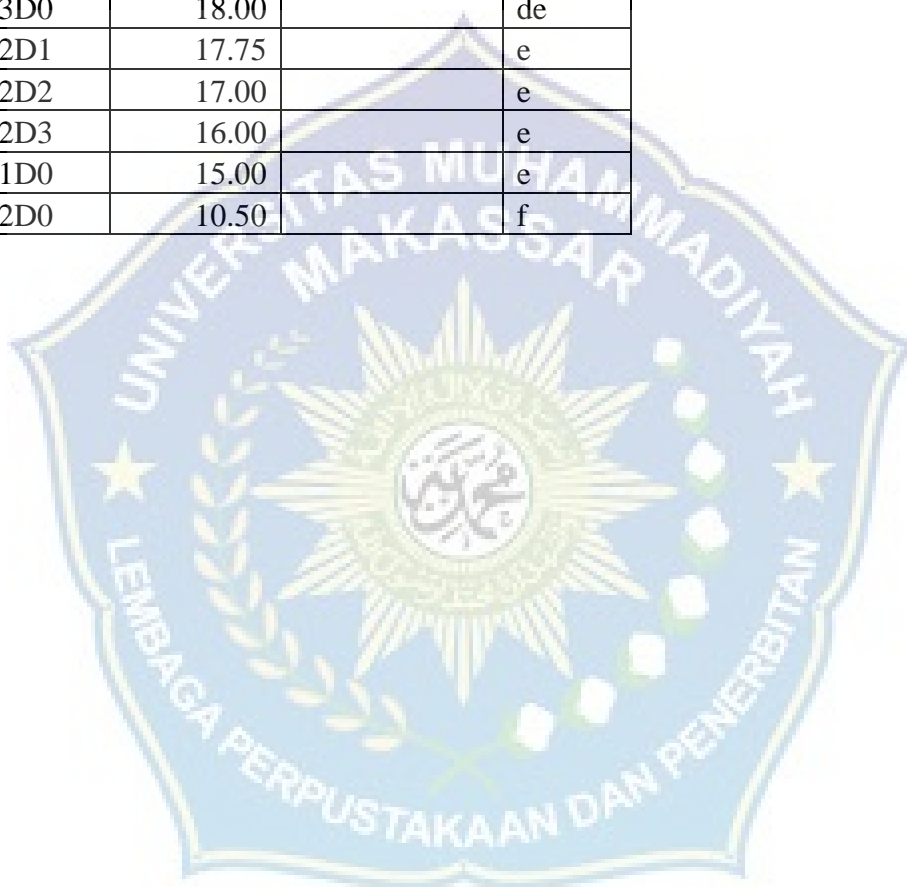 3D0 18.00 de
2D1 17.75 e
2D2 17.00 e
2D3 16.00 e
1D0 15.00 e
2D0 10.50 f
UNIVERSITAS MUHAMMADIYAH
MAKASSAR
LEMBAGA PERPUSTAKAAN DAN PENERBITAN